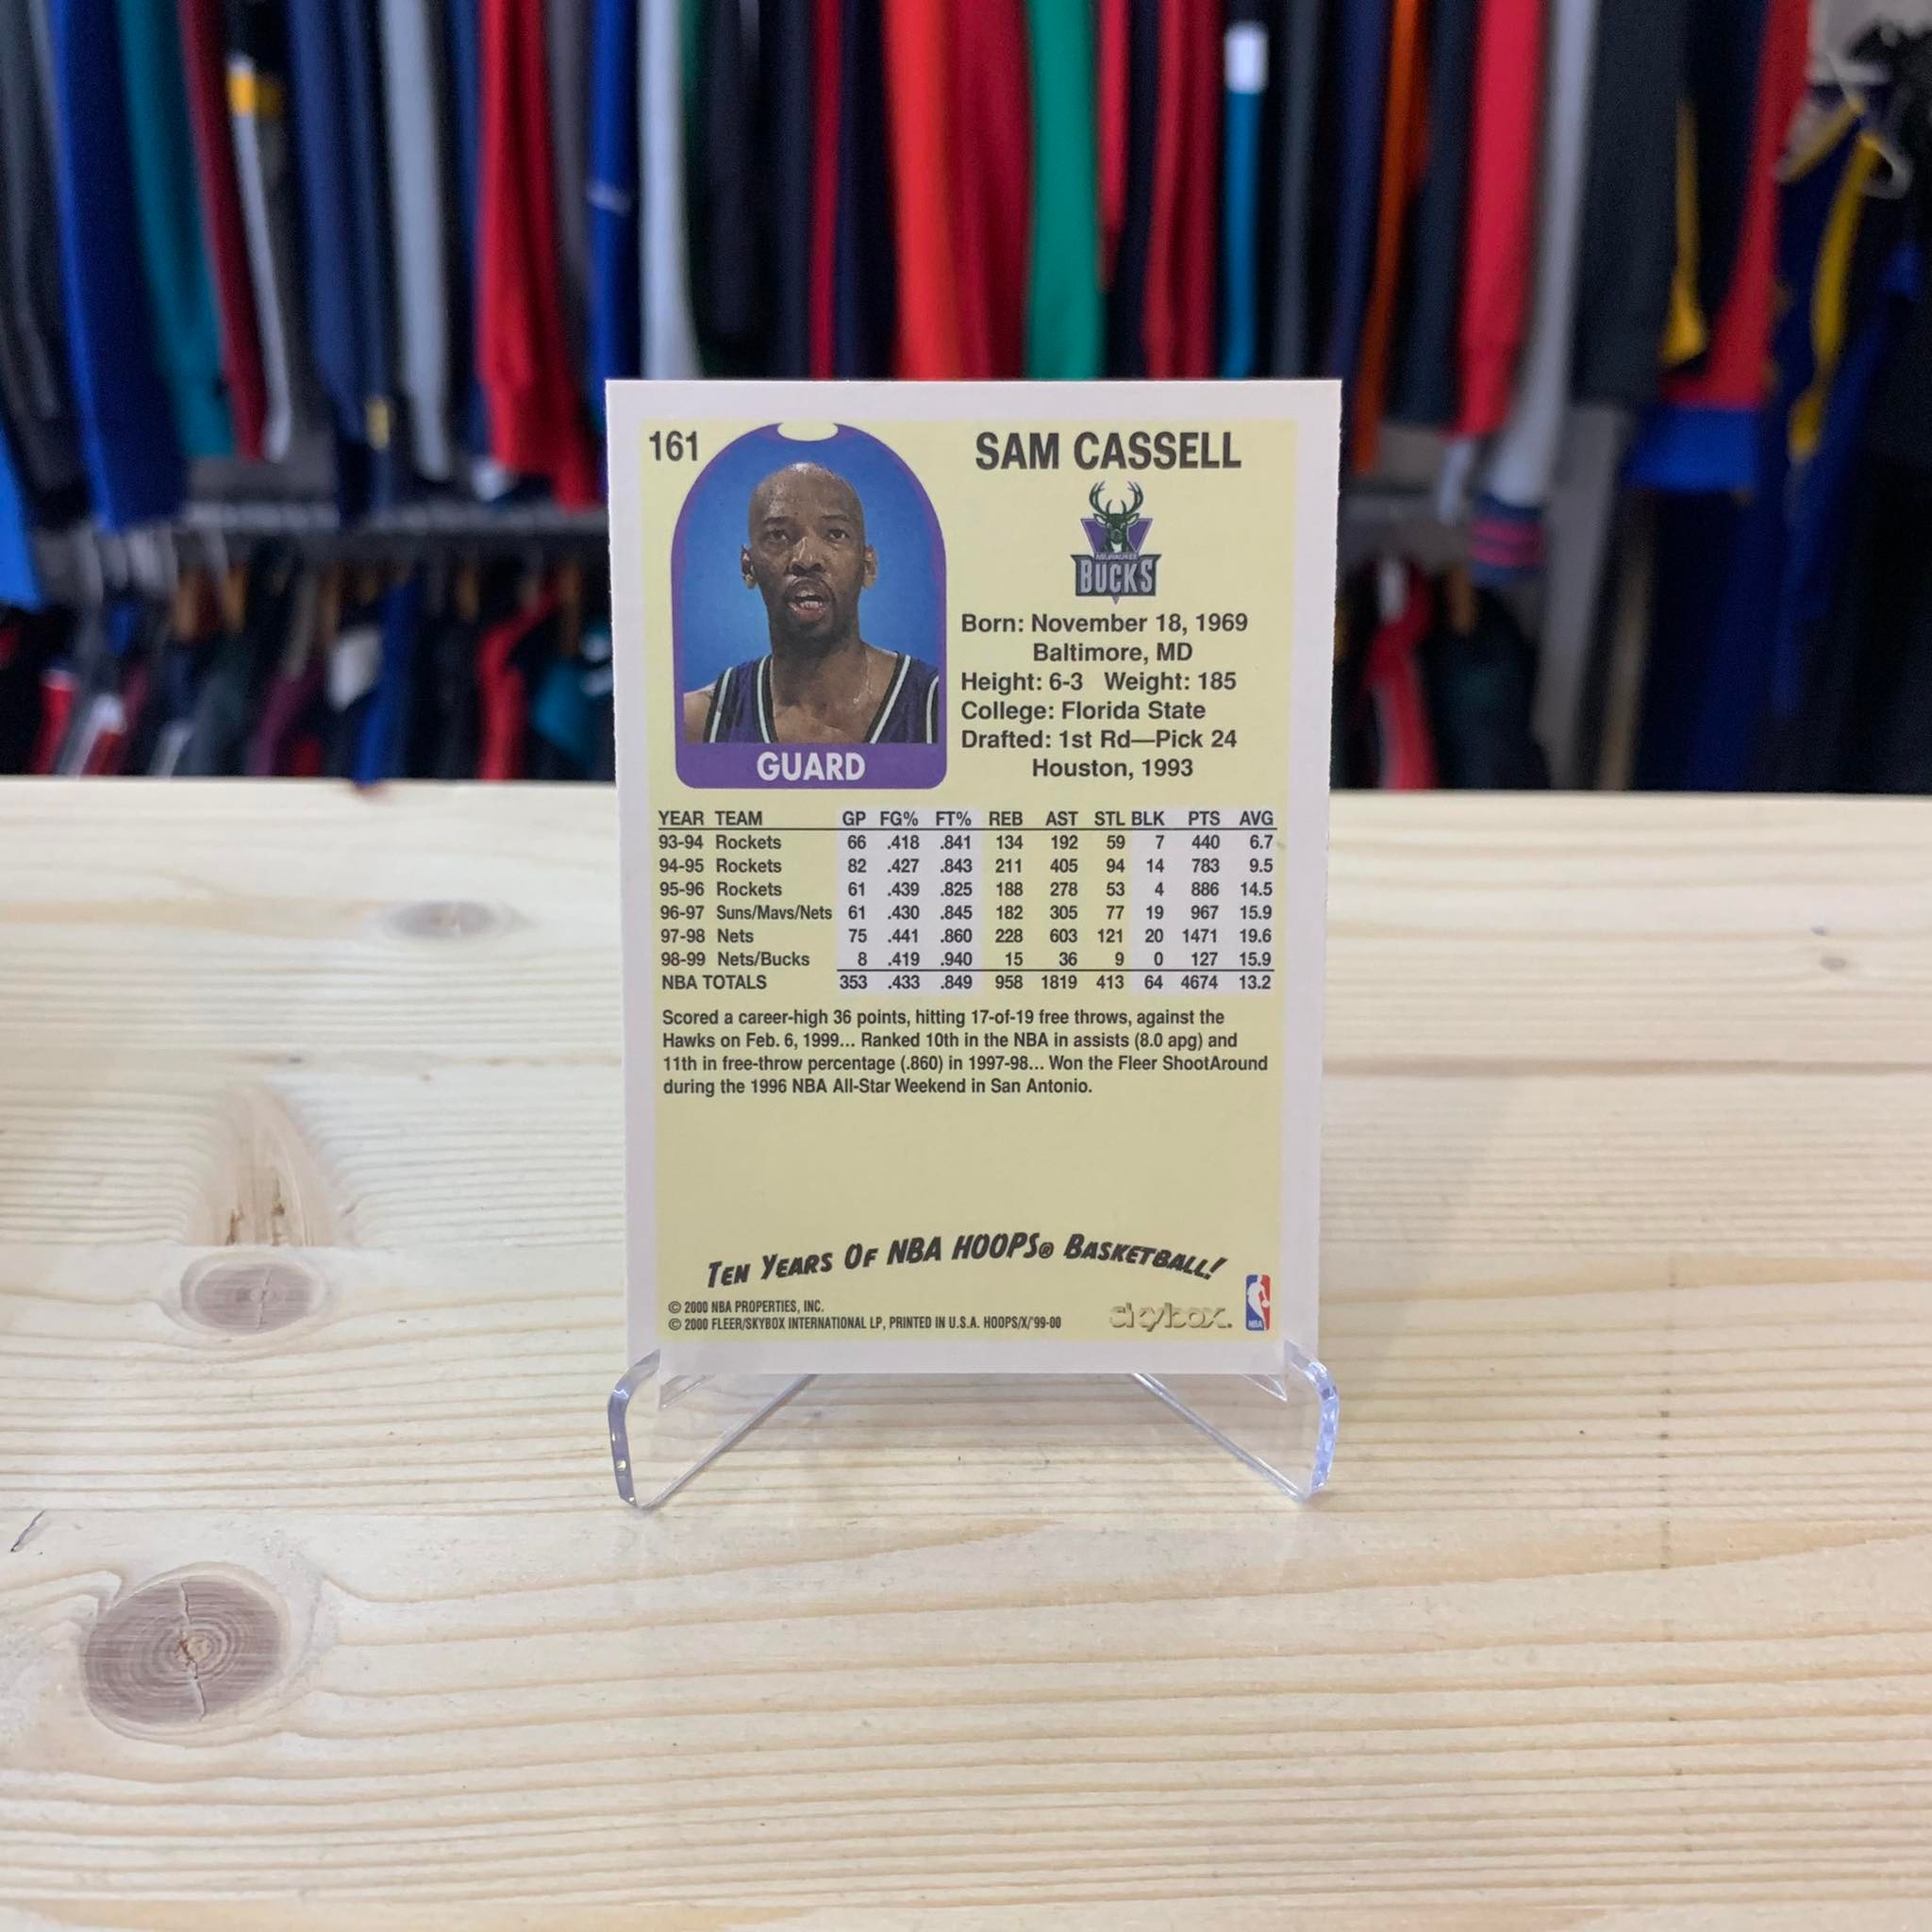 161
SAM CASSELL
MILWAUKEE
BUCKS
Born: November 18, 1969
Baltimore, MD
Height: 6-3 Weight: 185
College: Florida State
Drafted: 1st Rd—Pick 24
Houston, 1993
GUARD
YEAR TEAM GP FG% FT% REB AST STL BLK PTS AVG
93-94 Rockets 66 .418 .841 134 192 59 7 440 6.7
94-95 Rockets 82 .427 .843 211 405 94 14 783 9.5
95-96 Rockets 61 .439 .825 188 278 53 4 886 14.5
96-97 Suns/Mavs/Nets 61 .430 .845 182 305 77 19 967 15.9
97-98 Nets 75 .441 .860 228 603 121 20 1471 19.6
98-99 Nets/Bucks 8 .419 .940 15 36 9 0 127 15.9
NBA TOTALS 353 .433 .849 958 1819 413 64 4674 13.2
Scored a career-high 36 points, hitting 17-of-19 free throws, against the
Hawks on Feb. 6, 1999... Ranked 10th in the NBA in assists (8.0 apg) and
11th in free-throw percentage (.860) in 1997-98... Won the Fleer ShootAround
during the 1996 NBA All-Star Weekend in San Antonio.
TEN YEARS OF NBA HOOPS® BASKETBALL!
© 2000 NBA PROPERTIES, INC.
© 2000 FLEER/SKYBOX INTERNATIONAL LP, PRINTED IN U.S.A. HOOPS/X/'99-00
skybox.
NBA